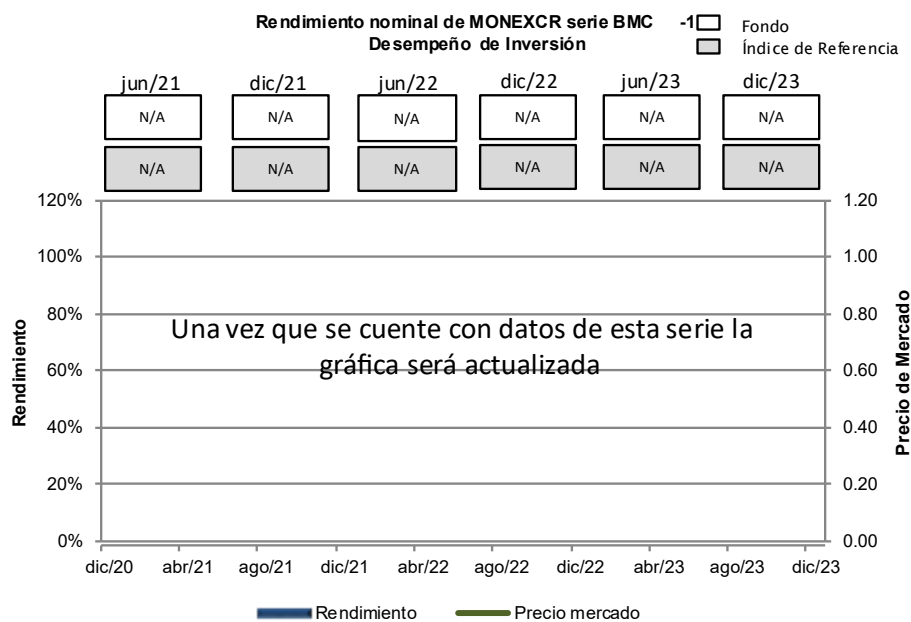 Rendimiento nominal de MONEXCR serie BMC -1 Fondo
Desempeño de Inversión Índice de Referencia
jun/21 dic/21 jun/22 dic/22 jun/23 dic/23
N/A N/A N/A N/A N/A N/A
N/A N/A N/A N/A N/A N/A
120% 1.20
100% 1.00
80% 0.80
Una vez que se cuente con datos de esta serie la
gráfica será actualizada
60% 0.60
40% 0.40
20% 0.20
0% 0.00
Rendimiento
Precio de Mercado
dic/20 abr/21 ago/21 dic/21 abr/22 ago/22 dic/22 abr/23 ago/23 dic/23
Rendimiento Precio mercado